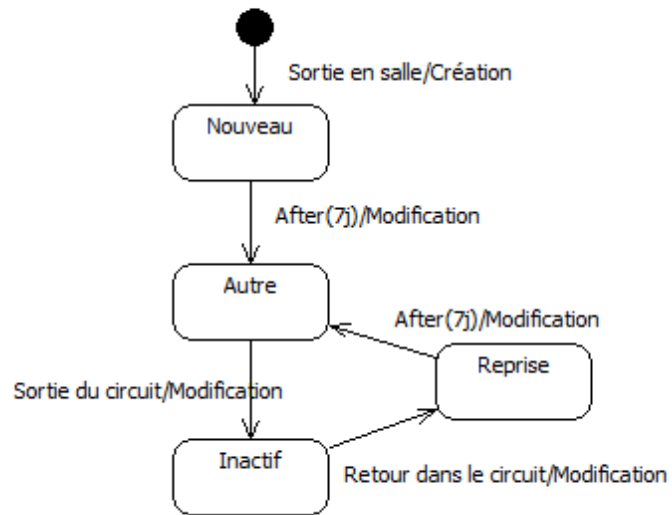 Sortie en salle/Création
Nouveau
After(7j)/Modification
Autre
After(7j)/Modification
Reprise
Sortie du circuit/Modification
Inactif
Retour dans le circuit/Modification